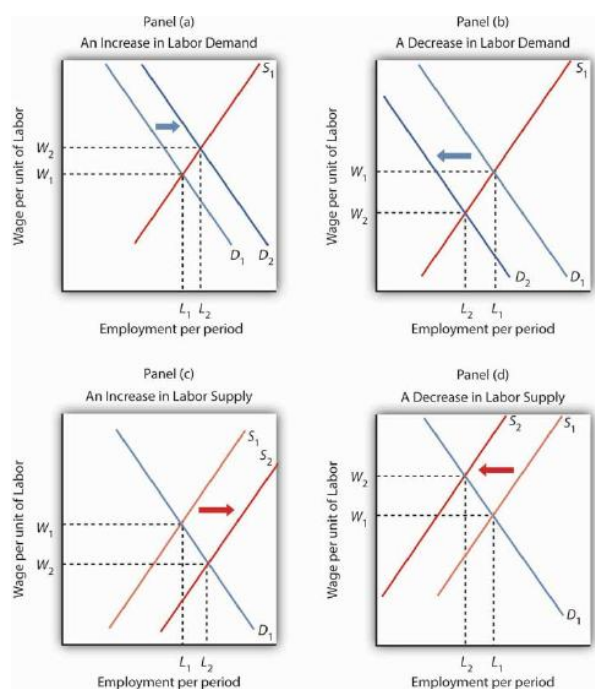 Panel (a)
An Increase in Labor Demand
Wage per unit of Labor
W2
W1
S1
D1
D2
L1 L2
Employment per period
Panel (b)
A Decrease in Labor Demand
Wage per unit of Labor
W1
W2
S1
D2
D1
L2 L1
Employment per period
Panel (c)
An Increase in Labor Supply
Wage per unit of Labor
W1
W2
S1
S2
D1
L1 L2
Employment per period
Panel (d)
A Decrease in Labor Supply
Wage per unit of Labor
W2
W1
S2
S1
D1
L2 L1
Employment per period